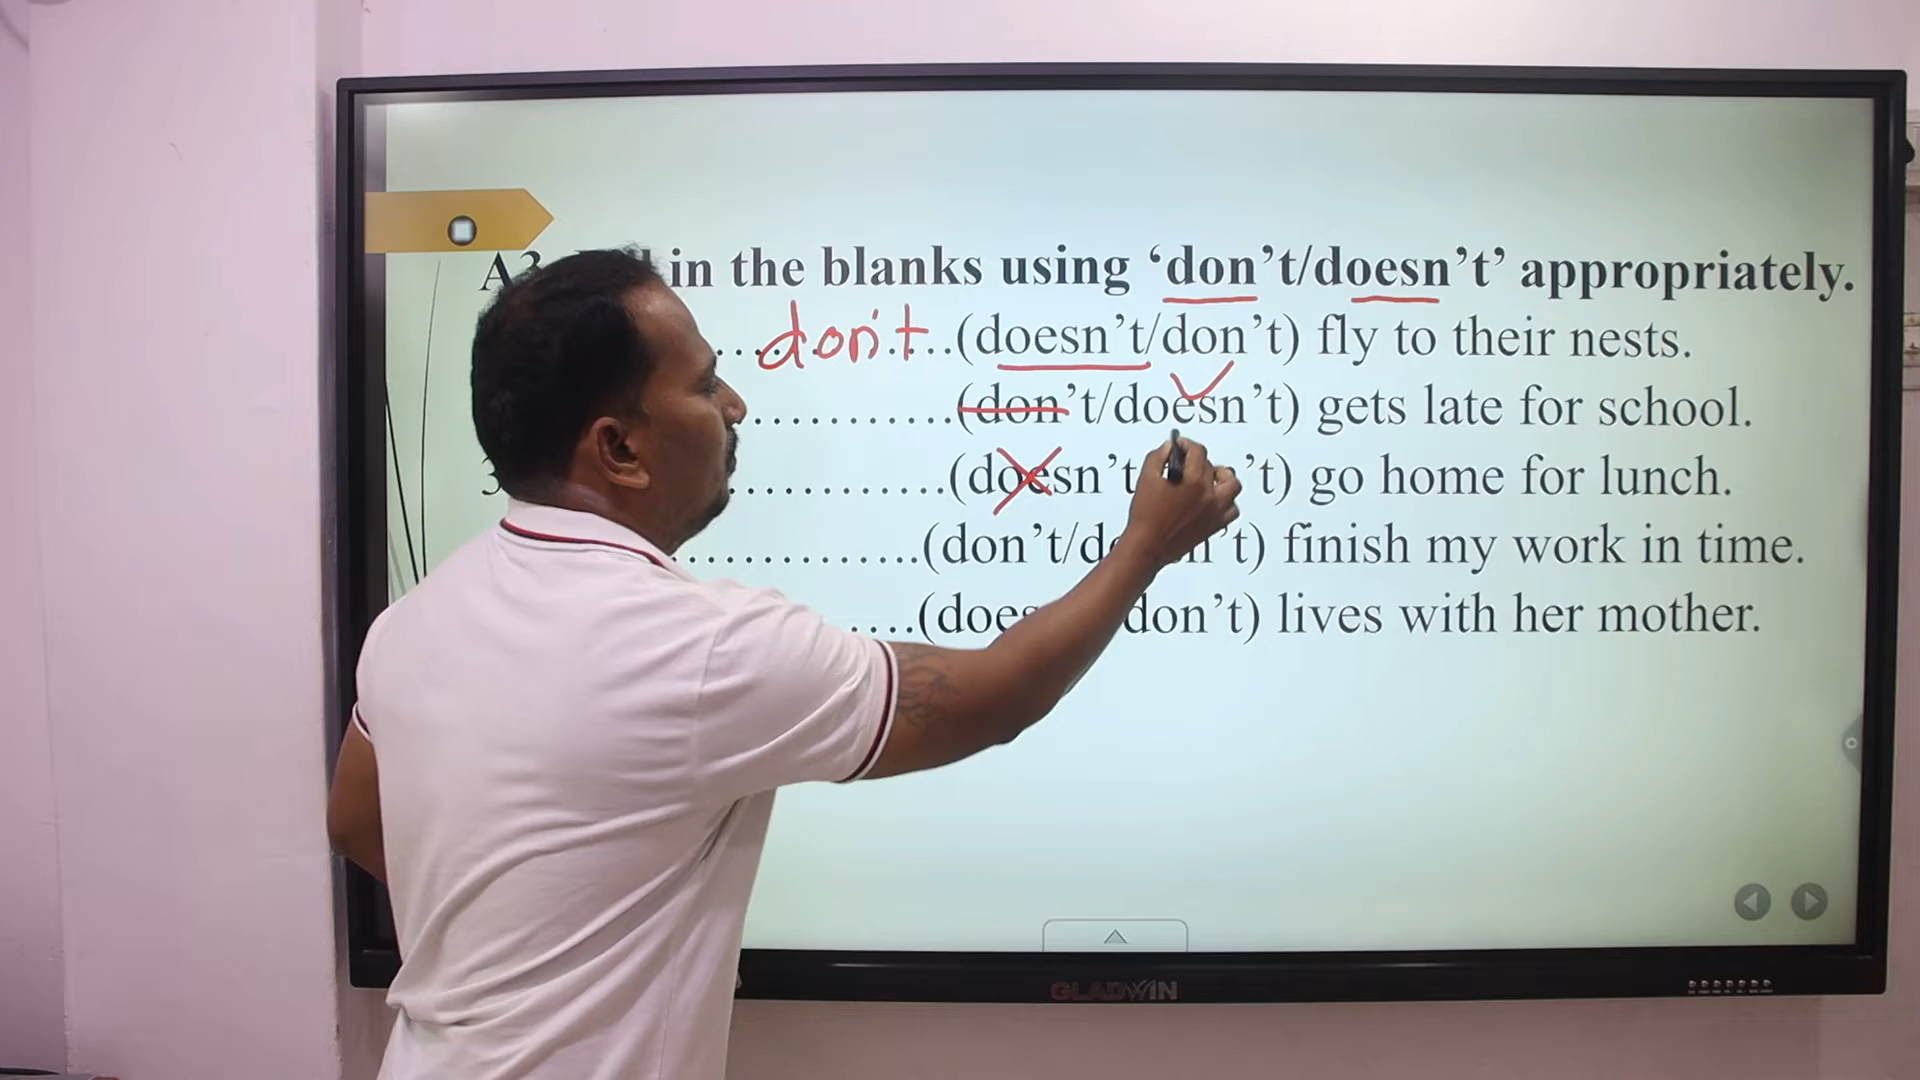 in the blanks using ‘don’t/doesn’t’ appropriately.
don't ..........(doesn’t/don’t) fly to their nests.
............(don’t/doesn’t) gets late for school.
............(doesn’t ’t) go home for lunch.
..............(don’t/ ’t) finish my work in time.
....( don’t) lives with her mother.
GLADWIN